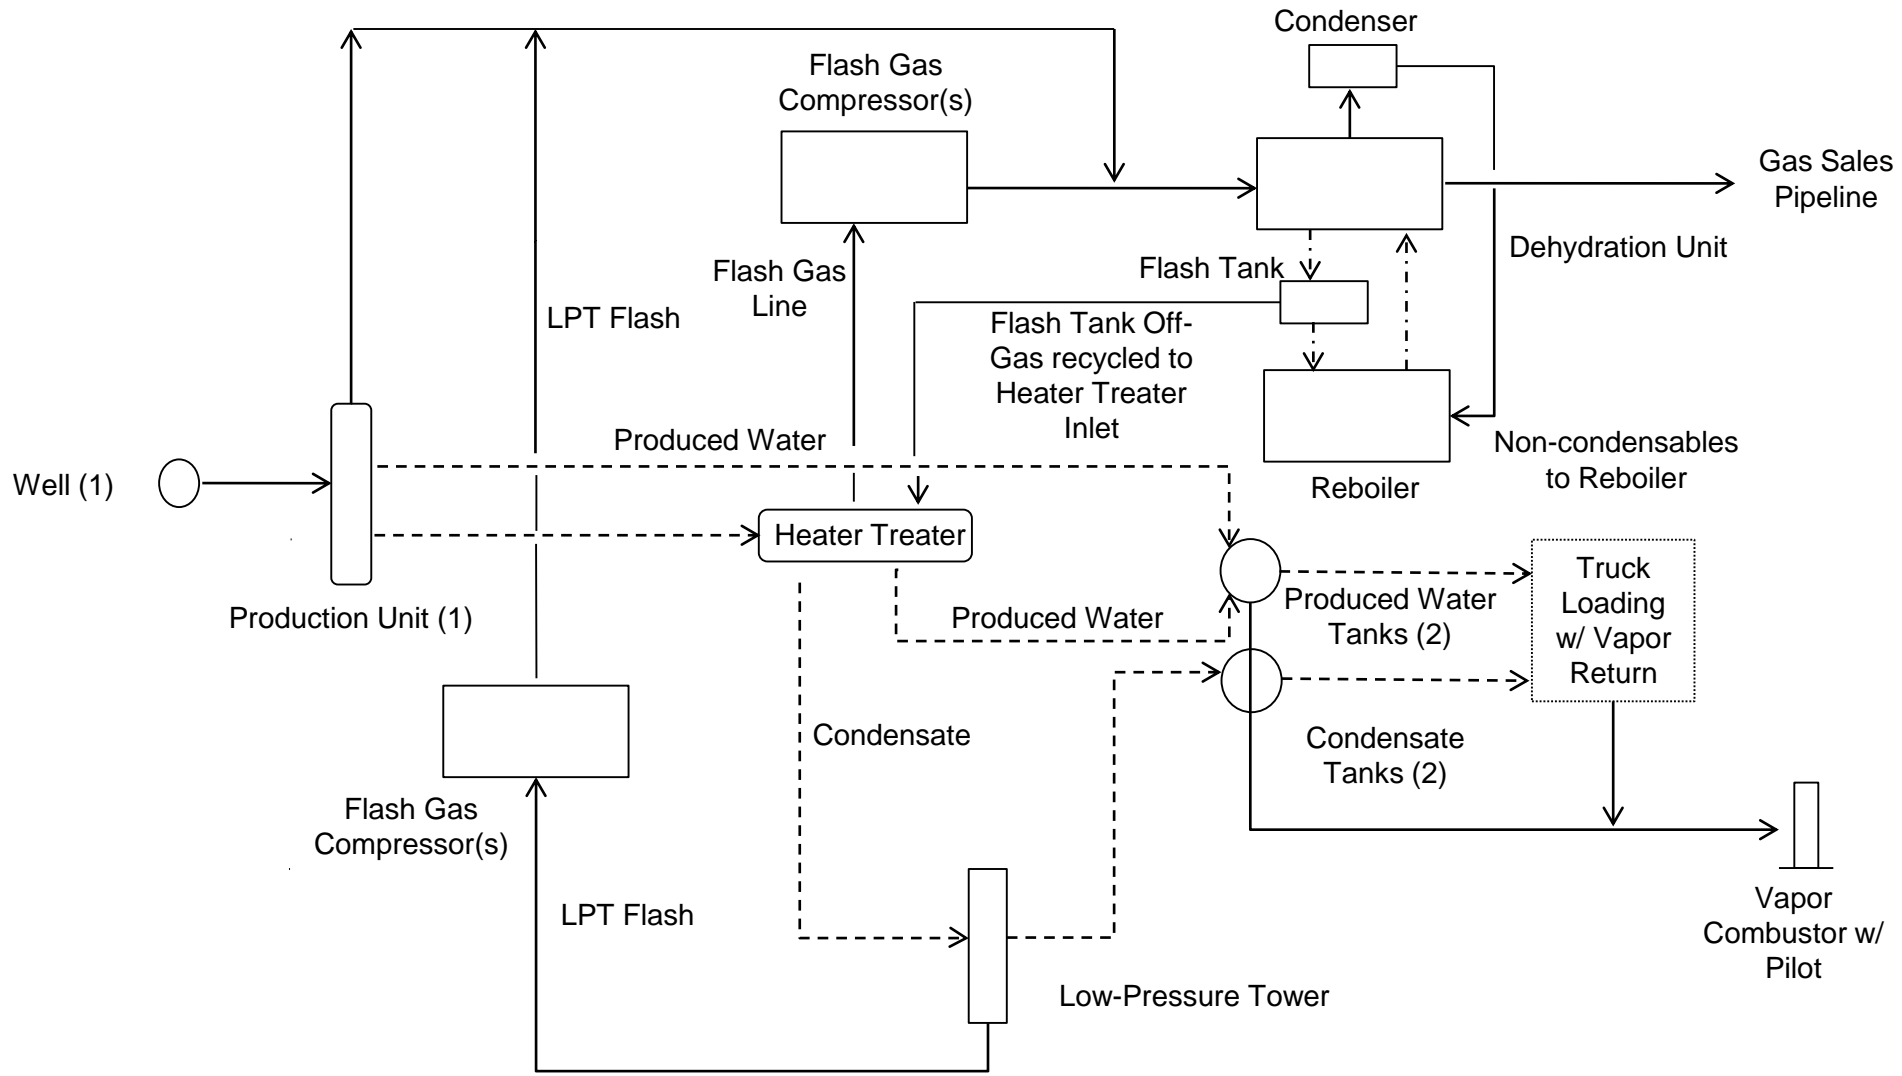 Condenser
Flash Gas
Compressor(s)
Gas Sales
Pipeline
Dehydration Unit
Flash Tank
Flash Gas
Line
LPT Flash
Flash Tank Off-
Gas recycled to
Heater Treater
Inlet
Produced Water
Non-condensables
to Reboiler
Well (1)
Reboiler
Heater Treater
Truck
Loading
w/ Vapor
Return
Produced Water
Tanks (2)
Production Unit (1)
Produced Water
Condensate
Condensate
Tanks (2)
Flash Gas
Compressor(s)
LPT Flash
Vapor
Combustor w/
Pilot
Low-Pressure Tower